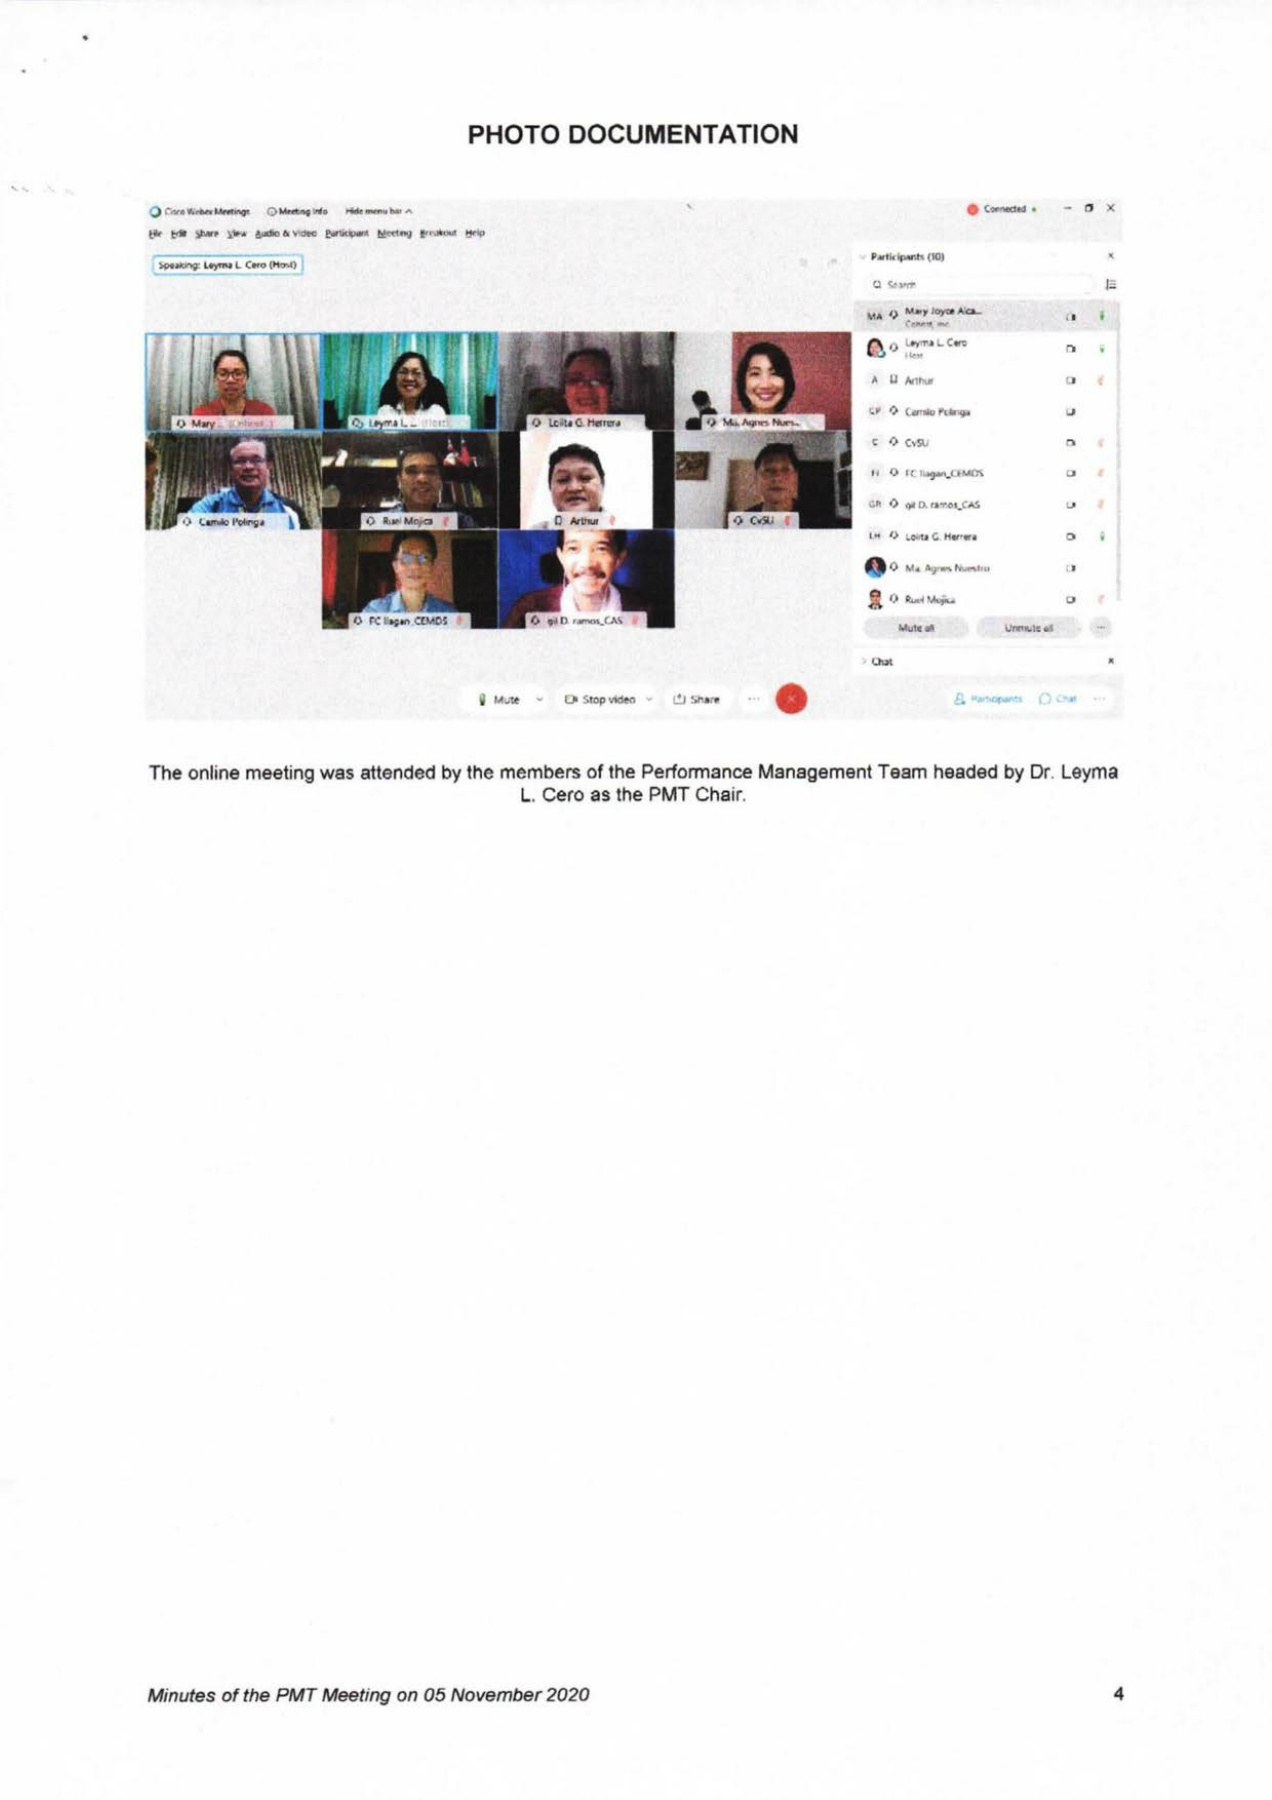 PHOTO DOCUMENTATION
Cisco Webex Meetings Meeting Info Hide menu bar
Connected
File Edit Share View Audio & Video Participant Meeting Breakout Help
Speaking: Leyma L. Cero (Host)
Participants (10)
Search
MA Mary Joyce Alca...
Cohost, me
Leyma L. Cero
Host
A Arthur
CP Camilo Polinga
C CvSU
FI FC Ilagan_CEMDS
GR gil D. ramos_CAS
LH Lolita G. Herrera
Ma. Agnes Nuestro
Ruel Mojica
Mute all Unmute all
Chat
Mary ... (Cohost...)
Leyma L... (Host)
Lolita G. Herrera
Ma. Agnes Nues...
Camilo Polinga
Ruel Mojica
Arthur
CvSU
FC Ilagan_CEMDS
gil D. ramos_CAS
Mute Stop video Share
Participants Chat
The online meeting was attended by the members of the Performance Management Team headed by Dr. Leyma
L. Cero as the PMT Chair.
Minutes of the PMT Meeting on 05 November 2020 4